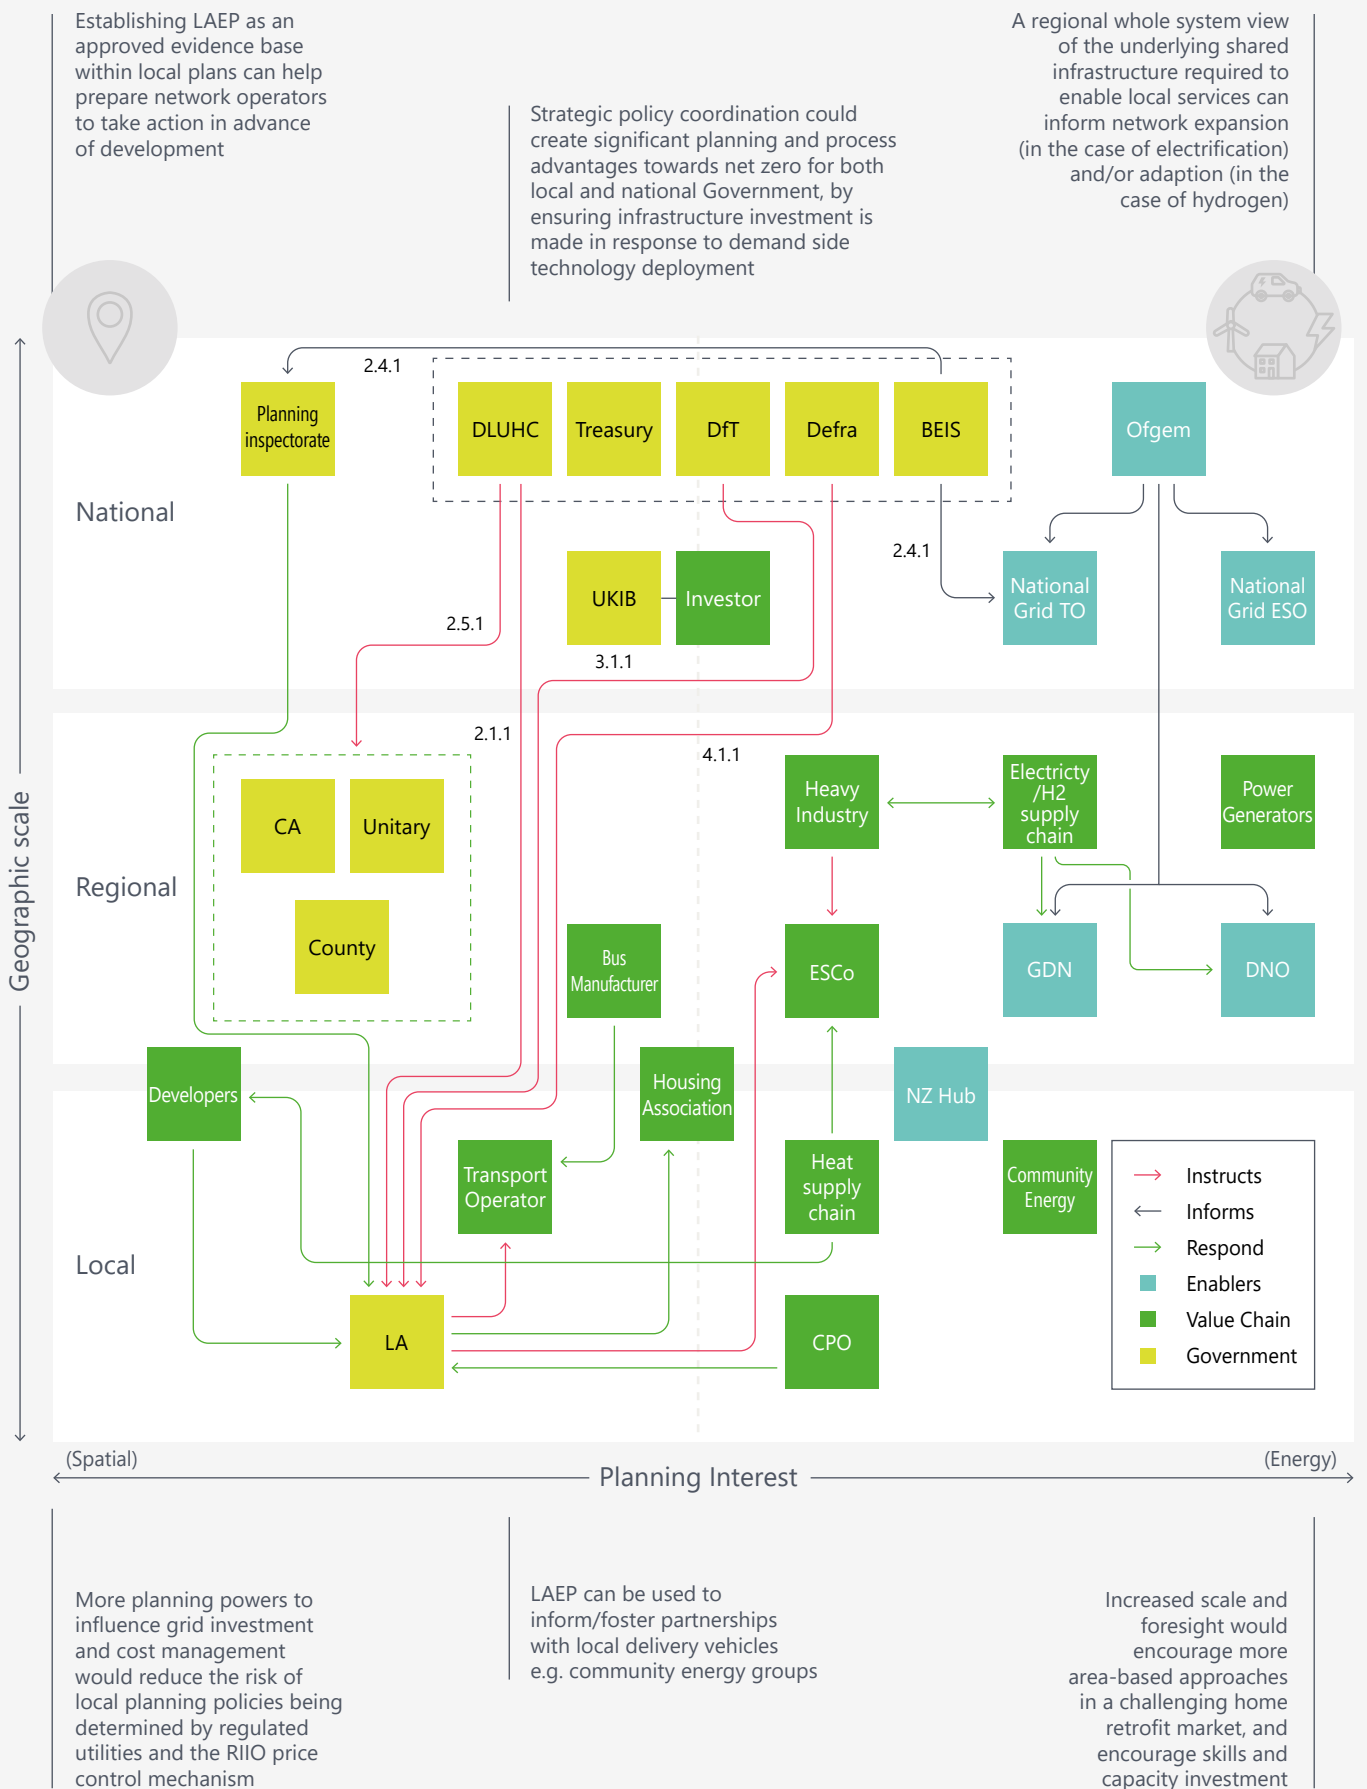 Establishing LAEP as an
approved evidence base
within local plans can help
prepare network operators
to take action in advance
of development
Strategic policy coordination could
create significant planning and process
advantages towards net zero for both
local and national Government, by
ensuring infrastructure investment is
made in response to demand side
technology deployment
A regional whole system view
of the underlying shared
infrastructure required to
enable local services can
inform network expansion
(in the case of electrification)
and/or adaption (in the
case of hydrogen)
Geographic scale
National
2.4.1
Planning
inspectorate
DLUHC
Treasury
DfT
Defra
BEIS
Ofgem
2.4.1
UKIB
Investor
National
Grid TO
National
Grid ESO
2.5.1
3.1.1
Regional
2.1.1
4.1.1
CA
Unitary
County
Heavy
Industry
Electricty
/H2
supply
chain
Power
Generators
Bus
Manufacturer
ESCo
GDN
DNO
Local
Developers
Housing
Association
NZ Hub
Transport
Operator
Heat
supply
chain
Community
Energy
LA
CPO
Instructs
Informs
Respond
Enablers
Value Chain
Government
(Spatial)
Planning Interest
(Energy)
More planning powers to
influence grid investment
and cost management
would reduce the risk of
local planning policies being
determined by regulated
utilities and the RIIO price
control mechanism
LAEP can be used to
inform/foster partnerships
with local delivery vehicles
e.g. community energy groups
Increased scale and
foresight would
encourage more
area-based approaches
in a challenging home
retrofit market, and
encourage skills and
capacity investment